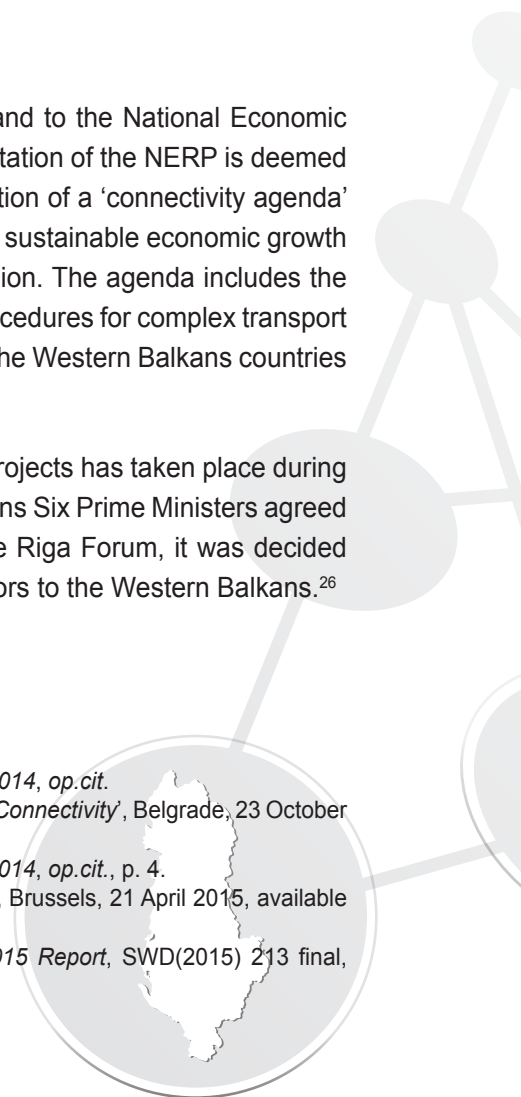 and to the National Economic
tation of the NERP is deemed
tion of a ‘connectivity agenda’
sustainable economic growth
ion. The agenda includes the
cedures for complex transport
he Western Balkans countries
rojects has taken place during
ns Six Prime Ministers agreed
e Riga Forum, it was decided
ors to the Western Balkans.26
014, op.cit.
Connectivity’, Belgrade, 23 October
014, op.cit., p. 4.
, Brussels, 21 April 2015, available
015 Report, SWD(2015) 213 final,